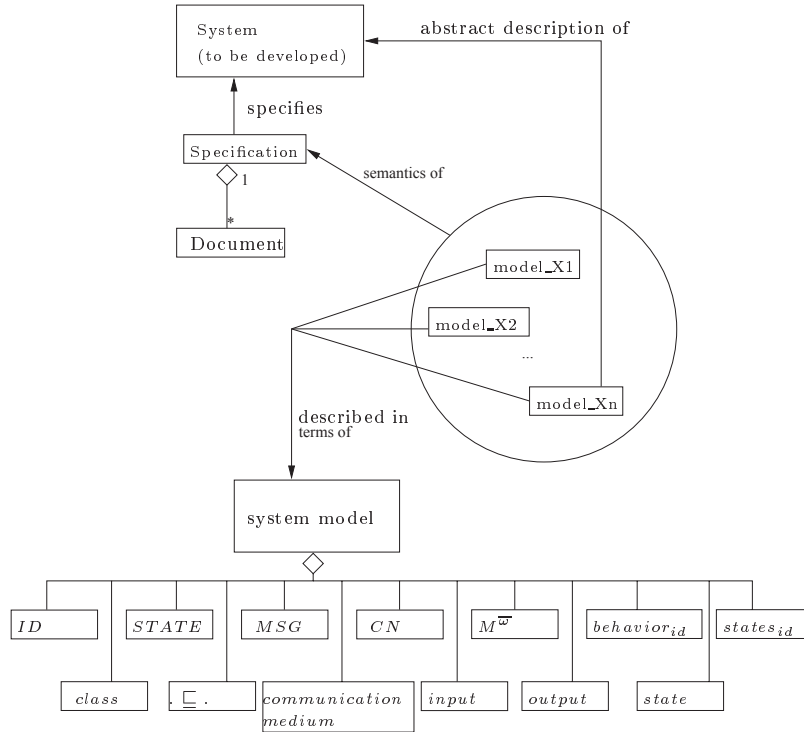 System
(to be developed)
abstract description of
specifies
Specification
1
semantics of
*
Document
model_X1
model_X2
...
model_Xn
described in
terms of
system model
ID
STATE
MSG
CN
M^ω̅
behavior_id
states_id
class
. ⊑ .
communication
medium
input
output
state